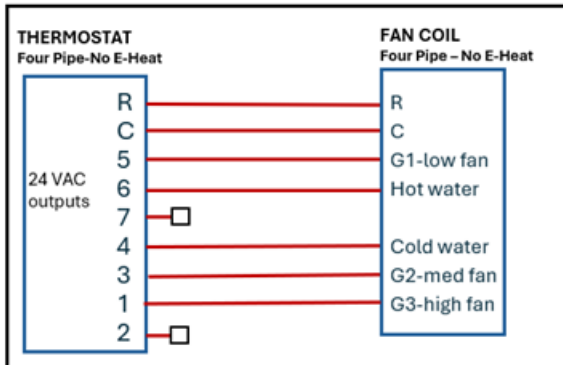 THERMOSTAT
Four Pipe-No E-Heat
FAN COIL
Four Pipe – No E-Heat
24 VAC
outputs
R
C
5
6
7
4
3
1
2
R
C
G1-low fan
Hot water
Cold water
G2-med fan
G3-high fan